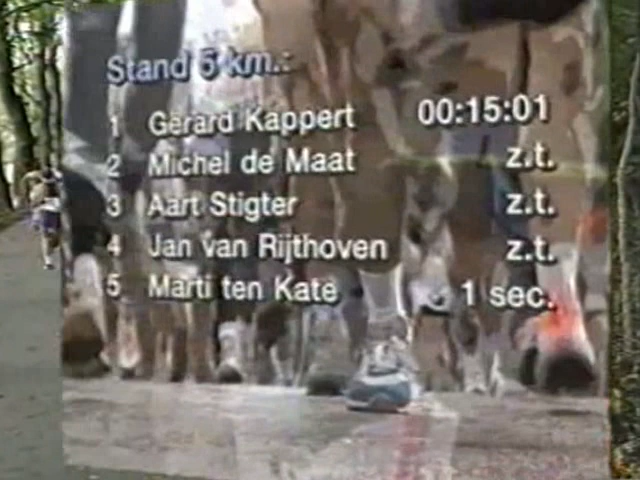 Stand 5 km.:
1 Gerard Kappert 00:15:01
2 Michel de Maat z.t.
3 Aart Stigter z.t.
4 Jan van Rijthoven z.t.
5 Marti ten Kate 1 sec.